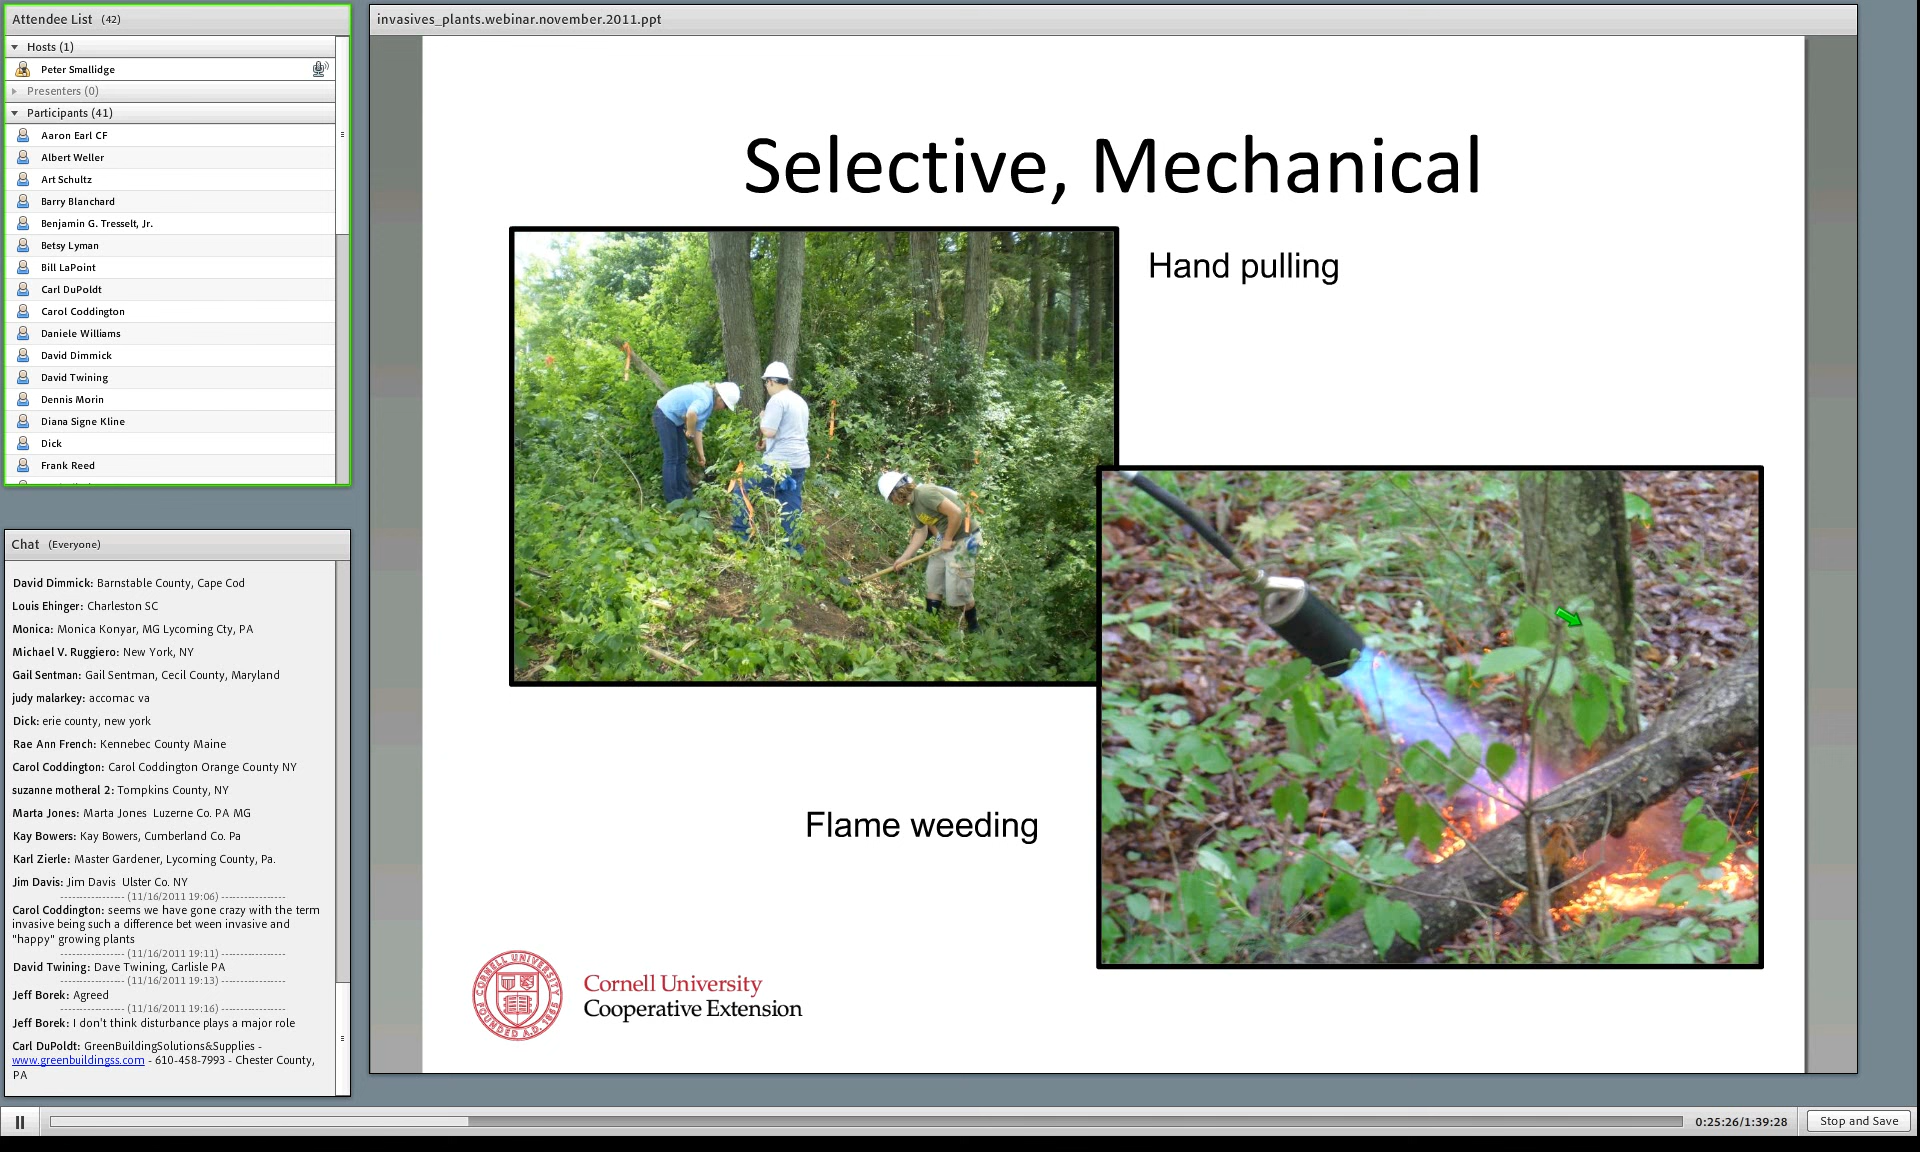 Attendee List (42)
Hosts (1)
Peter Smallidge
Presenters (0)
Participants (41)
Aaron Earl CF
Albert Weller
Art Schultz
Barry Blanchard
Benjamin G. Tresselt, Jr.
Betsy Lyman
Bill LaPoint
Carl DuPoldt
Carol Coddington
Daniele Williams
David Dimmick
David Twining
Dennis Morin
Diana Signe Kline
Dick
Frank Reed
Chat (Everyone)
David Dimmick: Barnstable County, Cape Cod
Louis Ehinger: Charleston SC
Monica: Monica Konyar, MG Lycoming Cty, PA
Michael V. Ruggiero: New York, NY
Gail Sentman: Gail Sentman, Cecil County, Maryland
judy malarkey: accomac va
Dick: erie county, new york
Rae Ann French: Kennebec County Maine
Carol Coddington: Carol Coddington Orange County NY
suzanne motheral 2: Tompkins County, NY
Marta Jones: Marta Jones Luzerne Co. PA MG
Kay Bowers: Kay Bowers, Cumberland Co. Pa
Karl Zierle: Master Gardener, Lycoming County, Pa.
Jim Davis: Jim Davis Ulster Co. NY
----------------- (11/16/2011 19:06) -----------------
Carol Coddington: seems we have gone crazy with the term
invasive being such a difference bet ween invasive and
"happy" growing plants
----------------- (11/16/2011 19:11) -----------------
David Twining: Dave Twining, Carlisle PA
----------------- (11/16/2011 19:13) -----------------
Jeff Borek: Agreed
----------------- (11/16/2011 19:16) -----------------
Jeff Borek: I don't think disturbance plays a major role
Carl DuPoldt: GreenBuildingSolutions&Supplies -
www.greenbuildingss.com - 610-458-7993 - Chester County,
PA
invasives_plants.webinar.november.2011.ppt
Selective, Mechanical
Hand pulling
Flame weeding
CORNELL UNIVERSITY
FOUNDED A.D. 1865
Cornell University
Cooperative Extension
0:25:26/1:39:28
Stop and Save